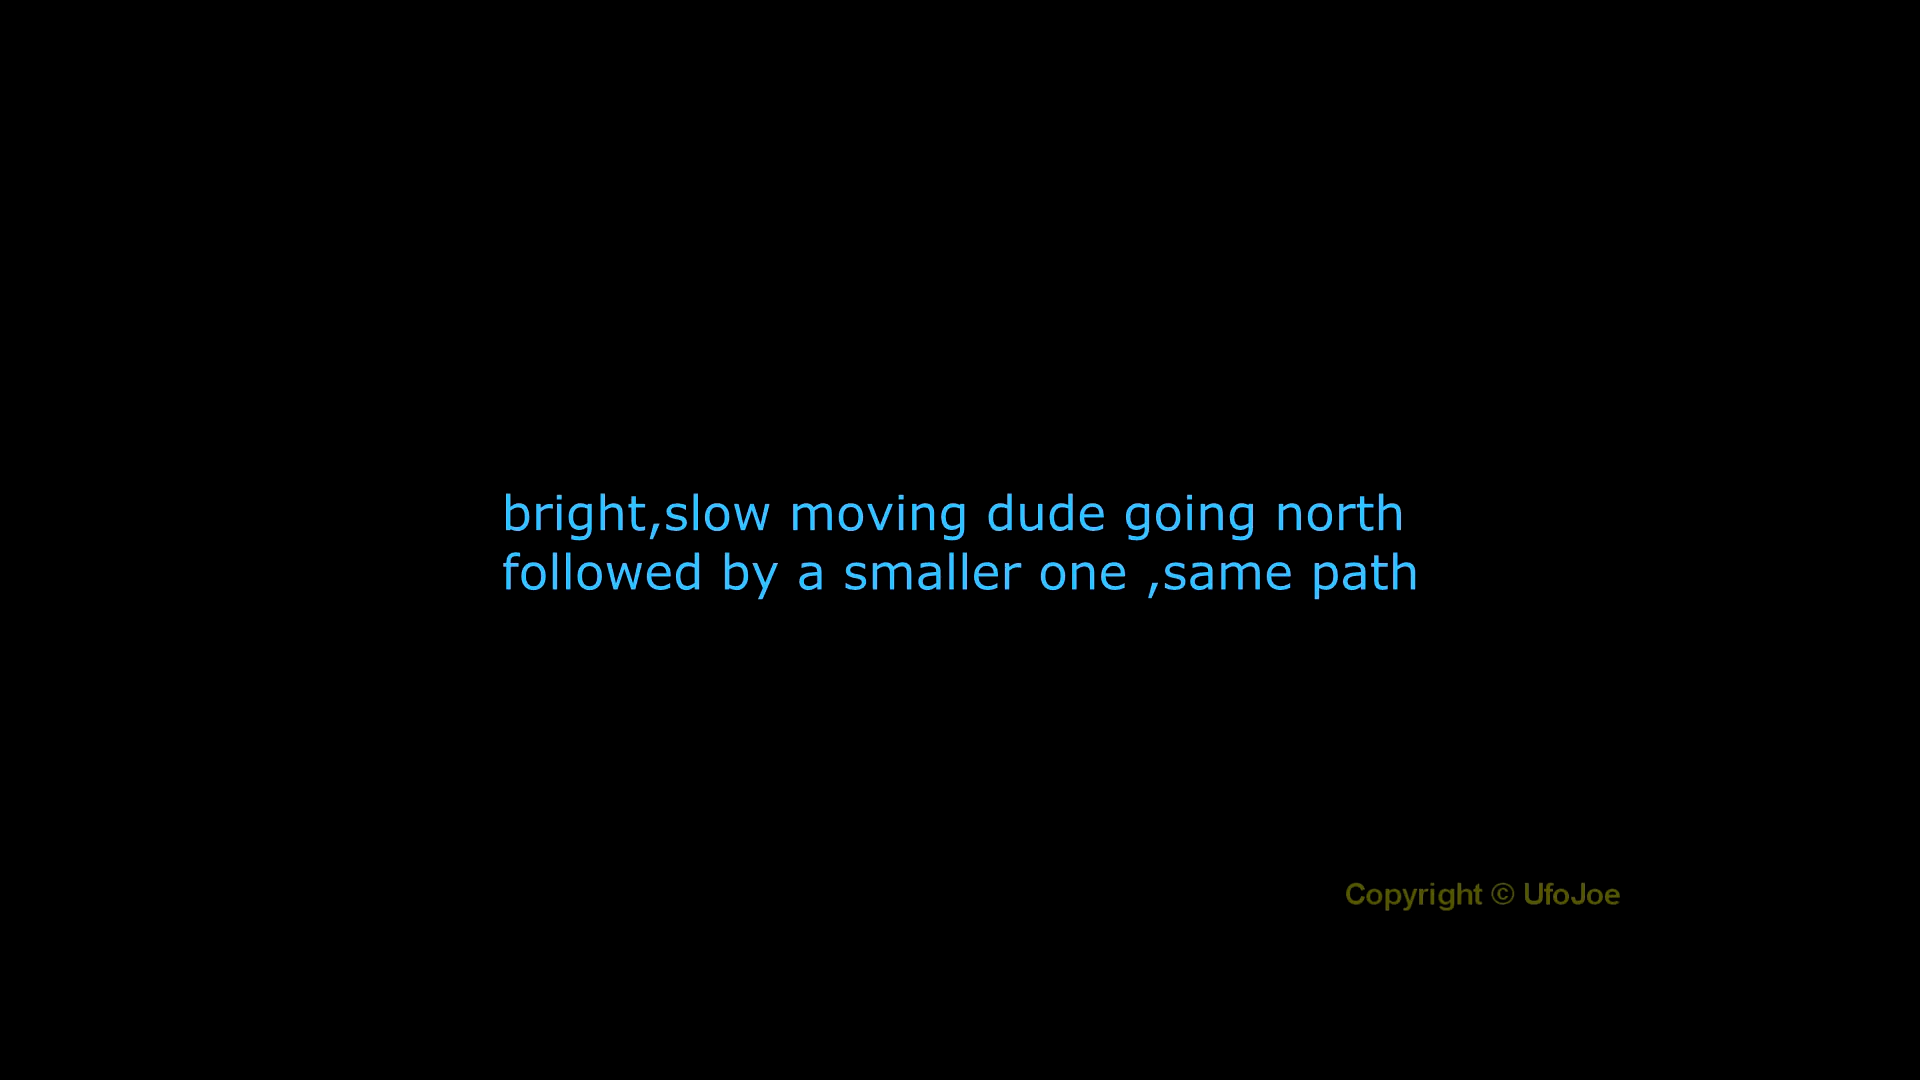 bright,slow moving dude going north
followed by a smaller one ,same path
Copyright © UfoJoe